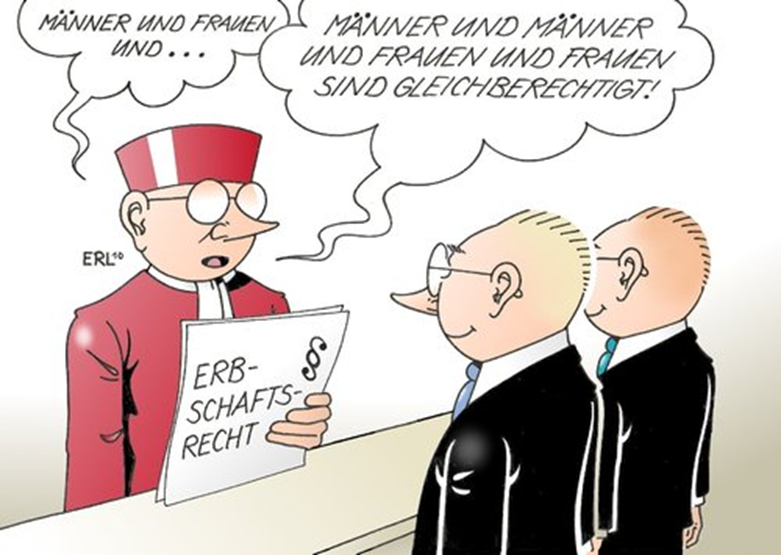 MÄNNER UND FRAUEN
UND...
MÄNNER UND MÄNNER
UND FRAUEN UND FRAUEN
SIND GLEICHBERECHTIGT!
ERL10
ERB-
SCHAFTS-
RECHT
§